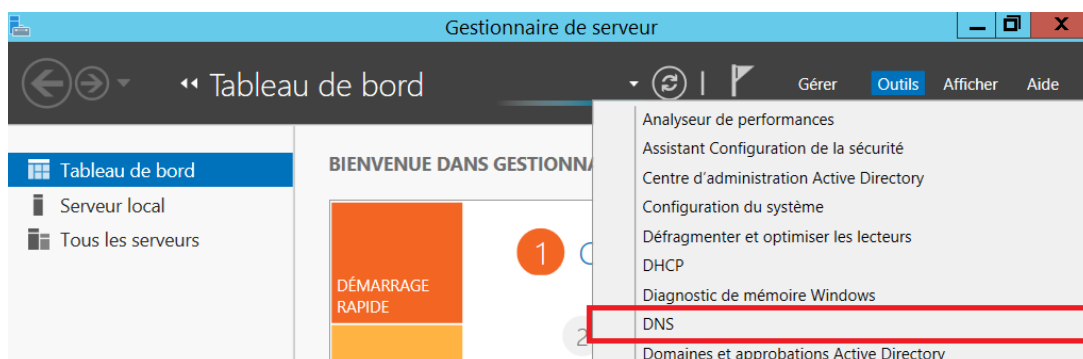 Gestionnaire de serveur
Tableau de bord
Gérer Outils Afficher Aide
Tableau de bord
Serveur local
Tous les serveurs
BIENVENUE DANS
1
DÉMARRAGE
RAPIDE
2
Analyseur de performances
Assistant Configuration de la sécurité
Centre d'administration Active Directory
Configuration du système
Défragmenter et optimiser les lecteurs
DHCP
Diagnostic de mémoire Windows
DNS
Domaines et approbations Active Directory